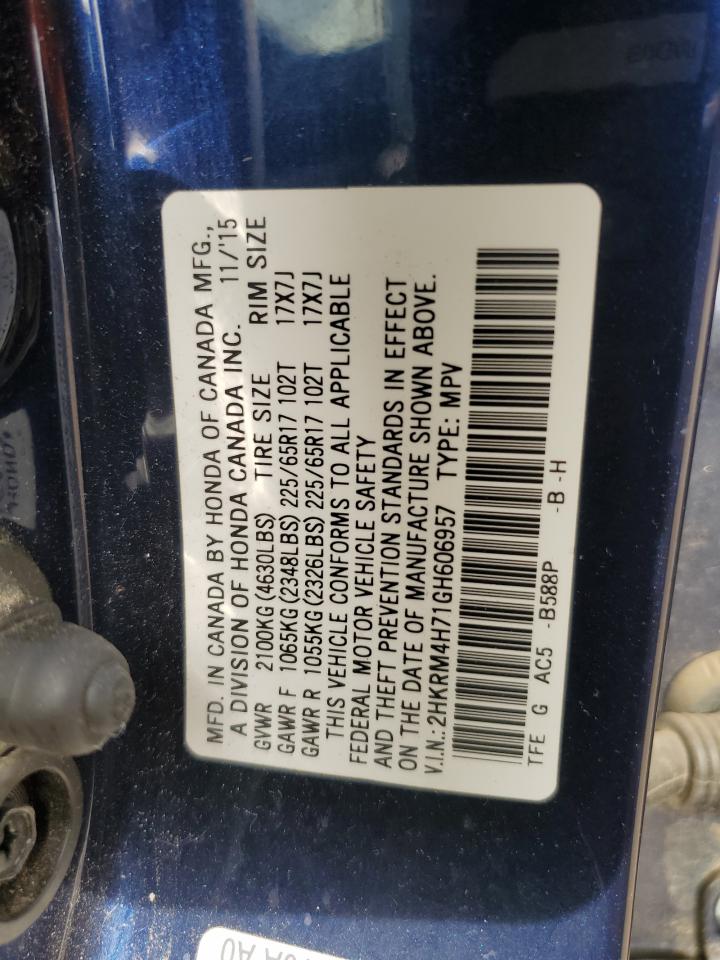 MFD. IN CANADA BY HONDA OF CANADA MFG.,
A DIVISION OF HONDA CANADA INC. 11/'15
GVWR 2100KG (4630LBS) TIRE SIZE RIM SIZE
GAWR F 1065KG (2348LBS) 225/65R17 102T 17X7J
GAWR R 1055KG (2326LBS) 225/65R17 102T 17X7J
THIS VEHICLE CONFORMS TO ALL APPLICABLE
FEDERAL MOTOR VEHICLE SAFETY
AND THEFT PREVENTION STANDARDS IN EFFECT
ON THE DATE OF MANUFACTURE SHOWN ABOVE.
V.I.N.: 2HKRM4H71GH606957 TYPE: MPV
TFE G AC5 -B588P -B -H